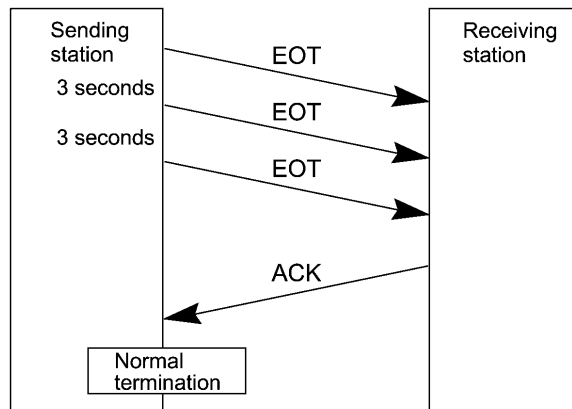 Sending
station
Receiving
station
EOT
3 seconds
EOT
3 seconds
EOT
ACK
Normal
termination